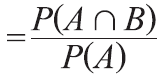 = P(A ∩ B) / P(A)